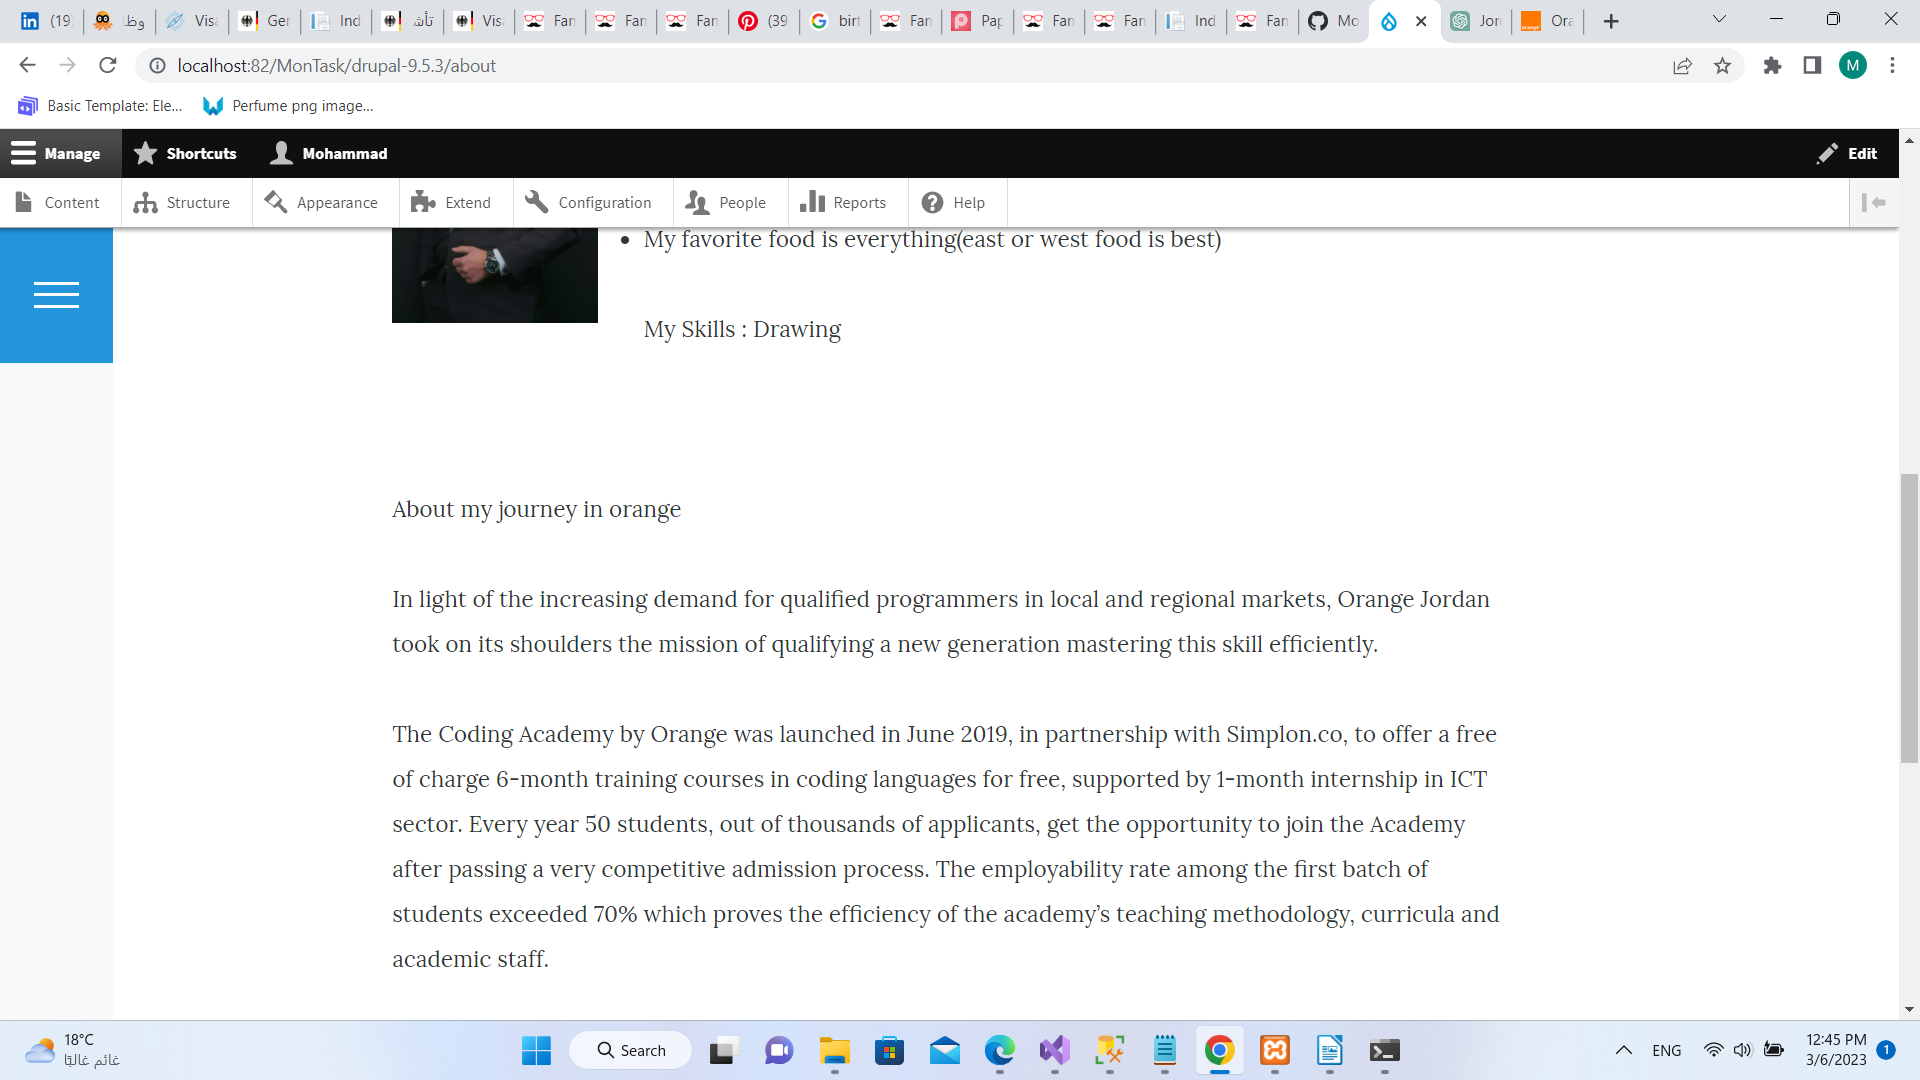 (19
وظ
Visa
Ger
Ind
تأش
Vis
Fan
Fan
Fan
(39
birt
Fan
Pap
Fan
Fan
Ind
Fan
Mo
Jor
Ora
localhost:82/MonTask/drupal-9.5.3/about
M
Basic Template: Ele...
Perfume png image...
Manage
Shortcuts
Mohammad
Edit
Content
Structure
Appearance
Extend
Configuration
People
Reports
Help
• My favorite food is everything(east or west food is best)
My Skills : Drawing
About my journey in orange
In light of the increasing demand for qualified programmers in local and regional markets, Orange Jordan
took on its shoulders the mission of qualifying a new generation mastering this skill efficiently.
The Coding Academy by Orange was launched in June 2019, in partnership with Simplon.co, to offer a free
of charge 6-month training courses in coding languages for free, supported by 1-month internship in ICT
sector. Every year 50 students, out of thousands of applicants, get the opportunity to join the Academy
after passing a very competitive admission process. The employability rate among the first batch of
students exceeded 70% which proves the efficiency of the academy’s teaching methodology, curricula and
academic staff.
18°C
غائم غالبًا
Search
ENG
12:45 PM
3/6/2023
1